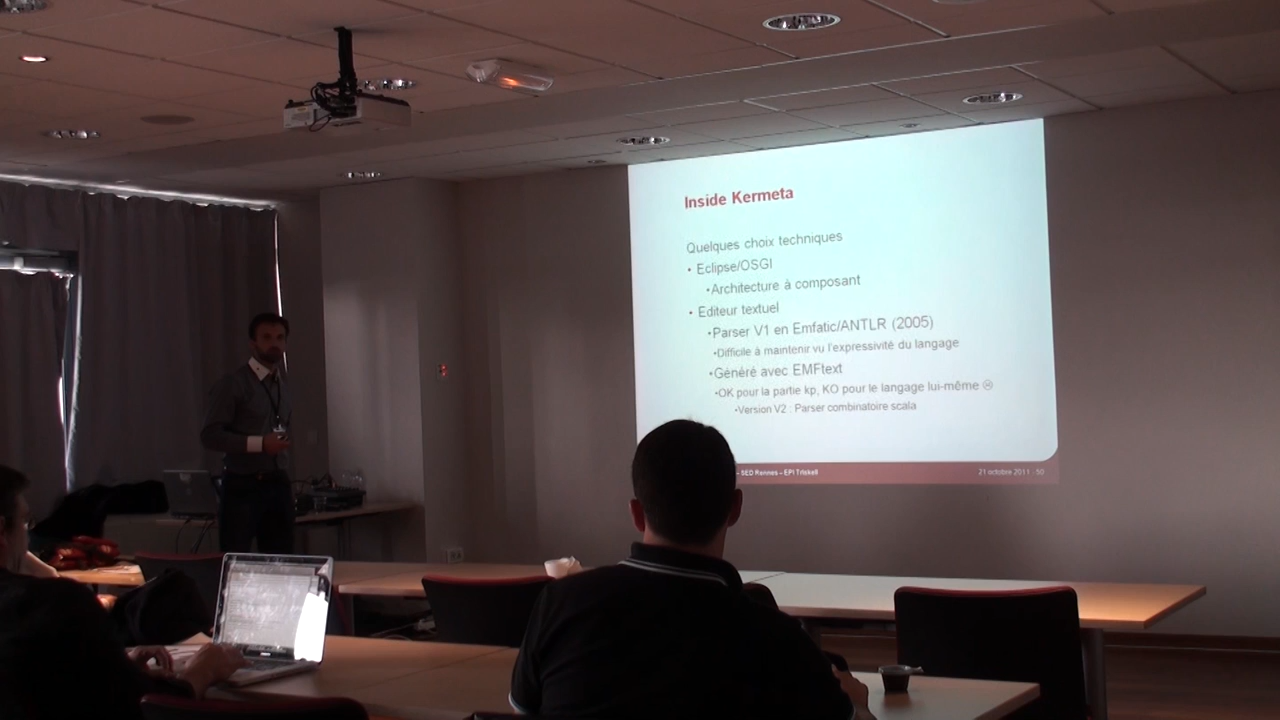 Inside Kermeta
Quelques choix techniques
• Eclipse/OSGI
•Architecture à composant
• Editeur textuel
•Parser V1 en Emfatic/ANTLR (2005)
•Difficile à maintenir vu l'expressivité du langage
•Généré avec EMFtext
•OK pour la partie kp, KO pour le langage lui-même ☹
•Version V2 : Parser combinatoire scala
- SED Rennes – EPI Triskell
21 octobre 2011 - 50